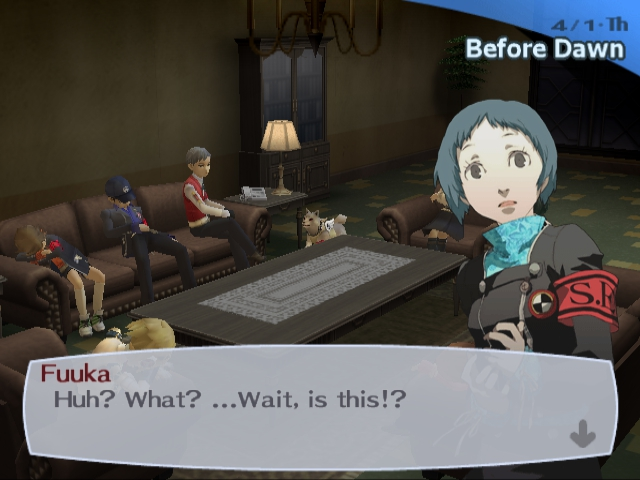 4/1·Th
Before Dawn
S.E
Fuuka
Huh? What? ...Wait, is this!?